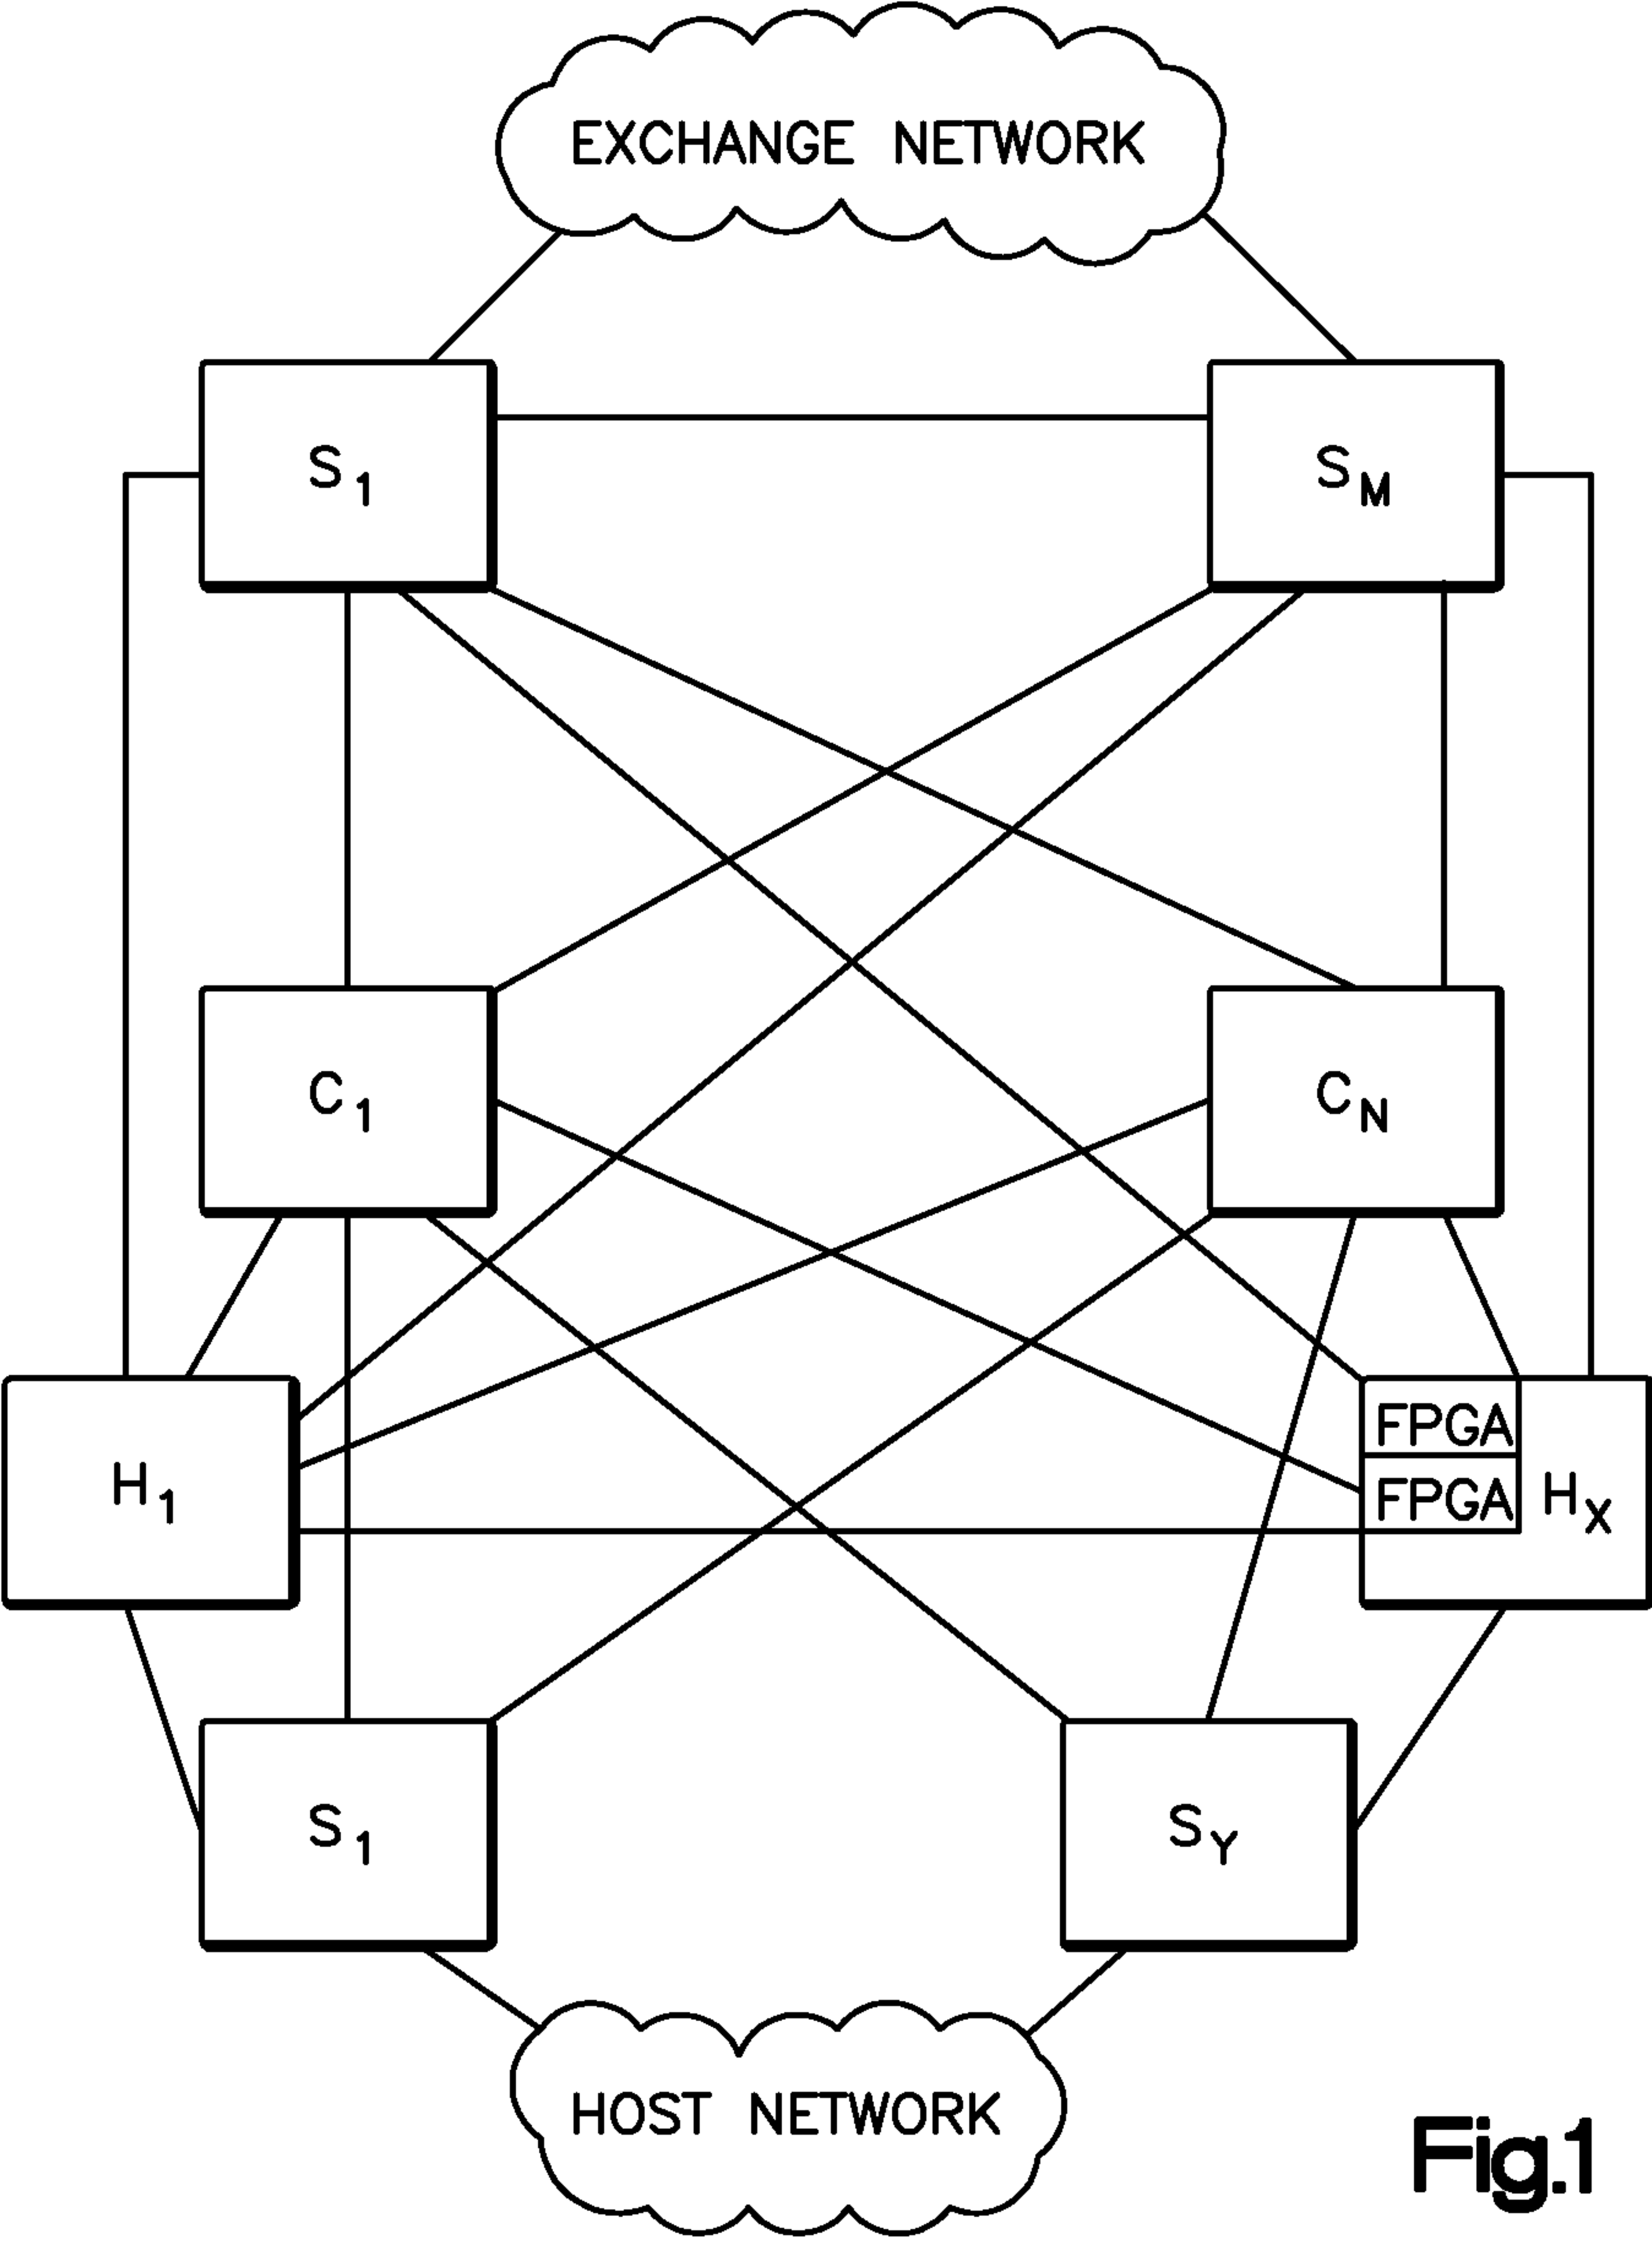 EXCHANGE NETWORK
S1
SM
C1
CN
H1
FPGA
FPGA
HX
S1
SY
HOST NETWORK
Fig.1